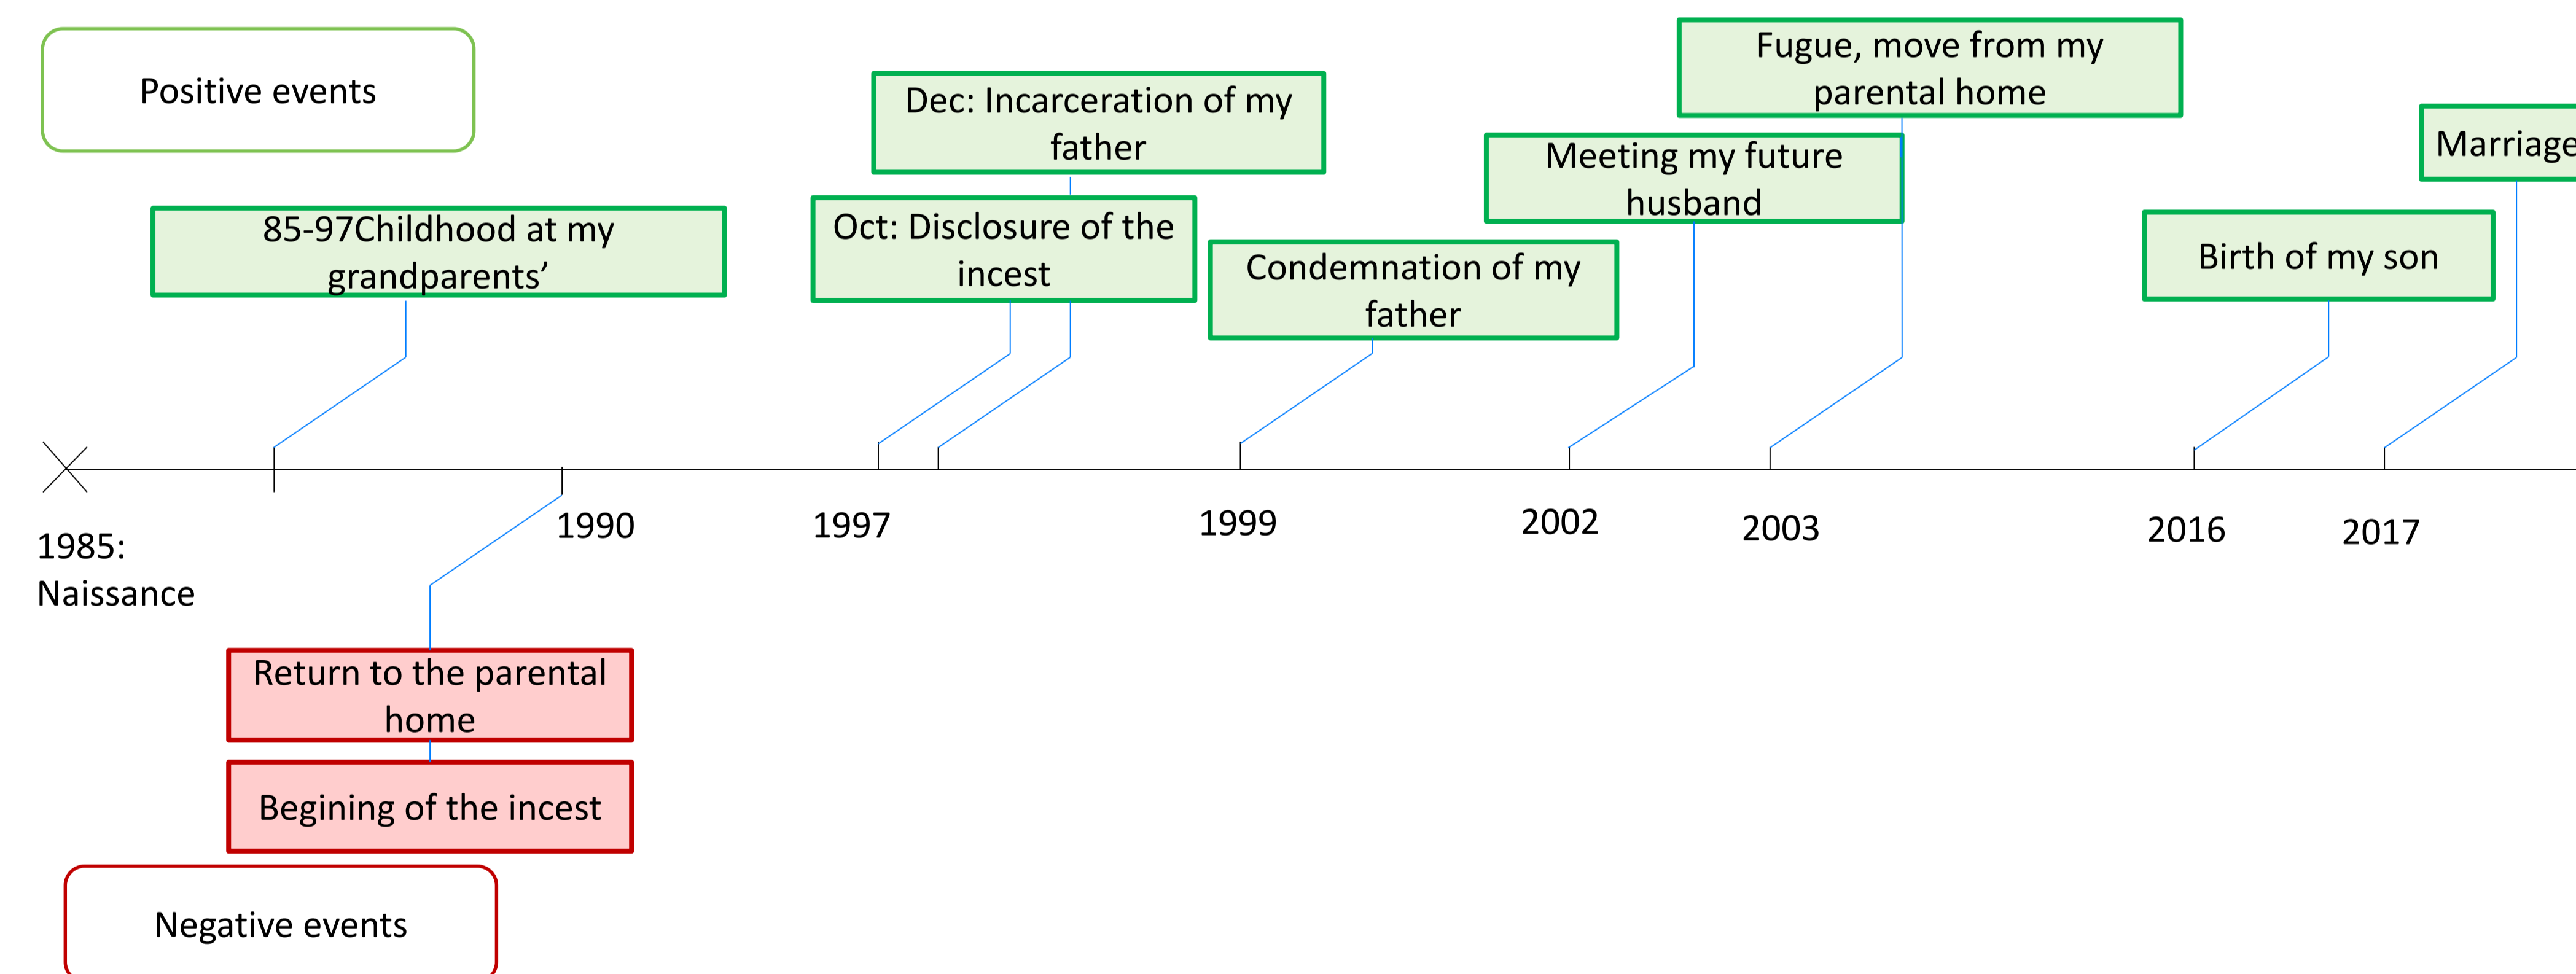 Positive events
85-97Childhood at my
grandparents’
Dec: Incarceration of my
father
Oct: Disclosure of the
incest
Condemnation of my
father
Fugue, move from my
parental home
Meeting my future
husband
Birth of my son
Marriage
1985:
Naissance
1990
1997
1999
2002
2003
2016
2017
Return to the parental
home
Begining of the incest
Negative events